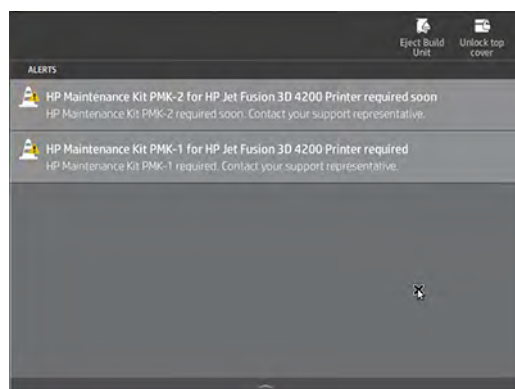 Eject Build
Unit
Unlock top
cover
ALERTS
HP Maintenance Kit PMK-2 for HP Jet Fusion 3D 4200 Printer required soon
HP Maintenance Kit PMK-2 required soon. Contact your support representative.
HP Maintenance Kit PMK-1 for HP Jet Fusion 3D 4200 Printer required
HP Maintenance Kit PMK-1 required. Contact your support representative.